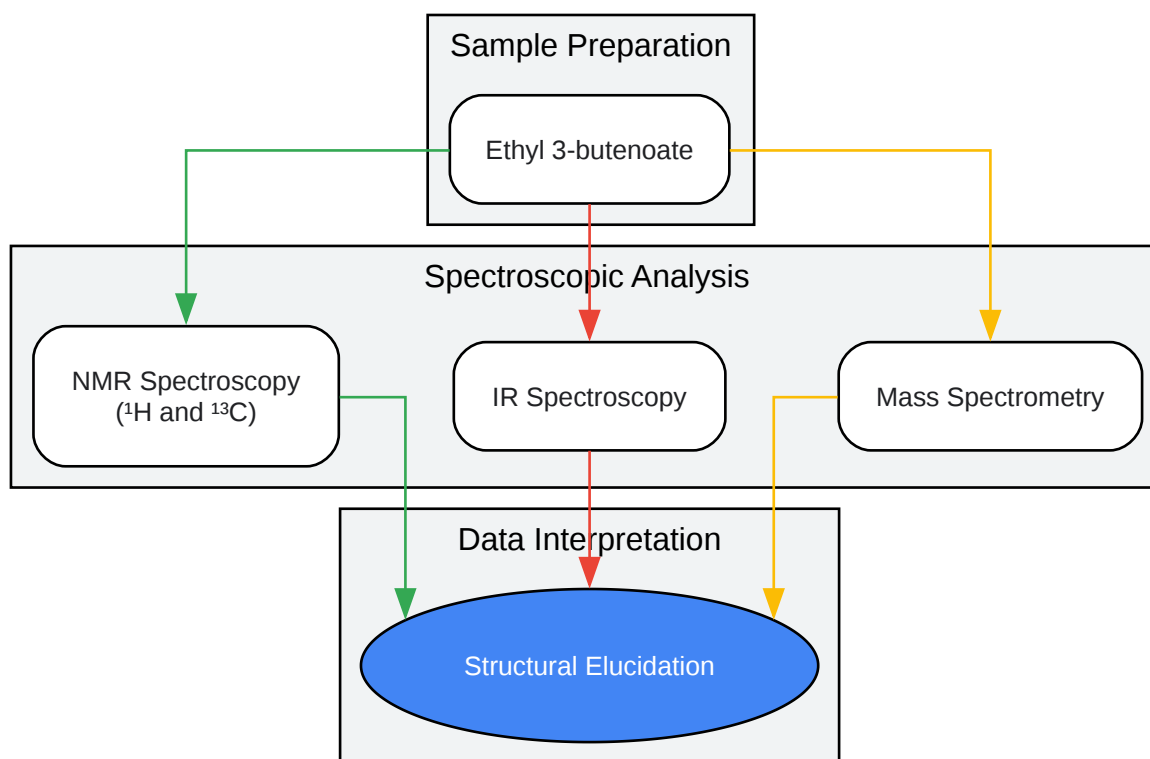 Sample Preparation
Ethyl 3-butenoate
Spectroscopic Analysis
NMR Spectroscopy
(¹H and ¹³C)
IR Spectroscopy
Mass Spectrometry
Data Interpretation
Structural Elucidation